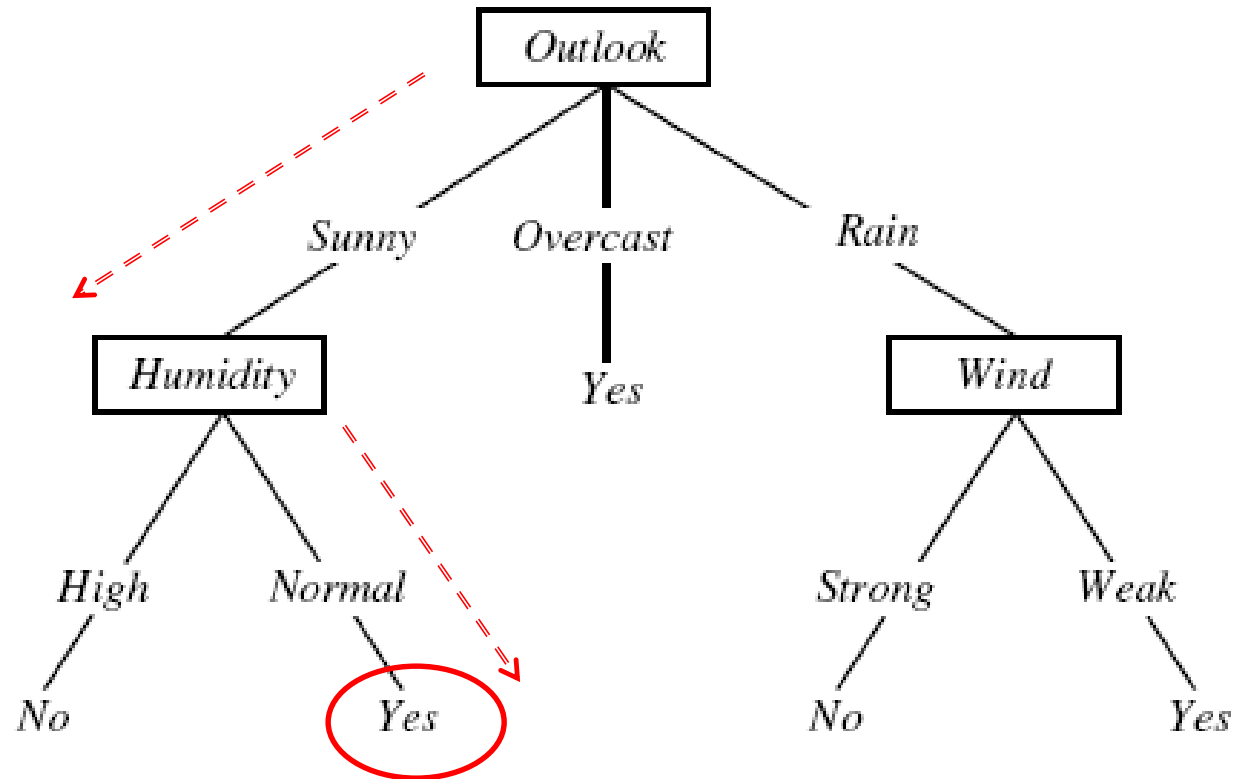 Outlook
Sunny Overcast Rain
Humidity Yes Wind
High Normal Strong Weak
No Yes No Yes